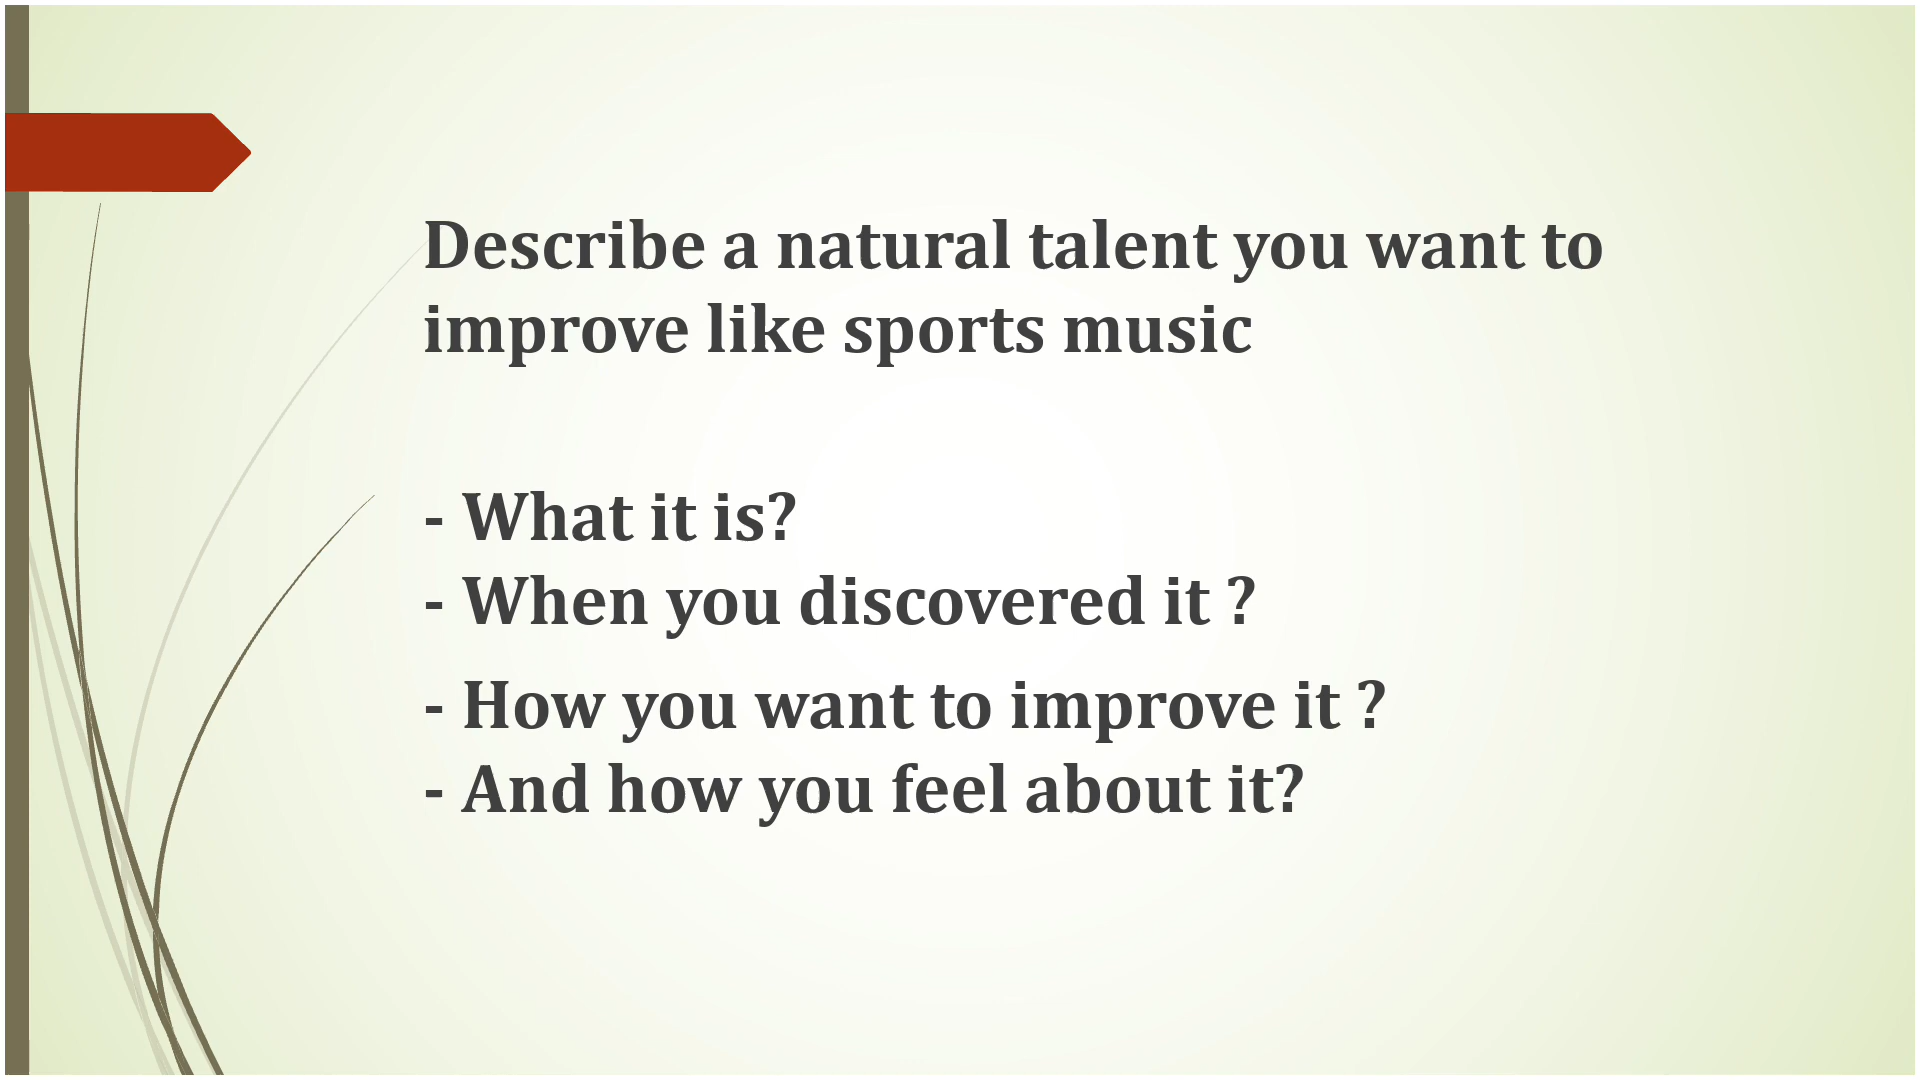 Describe a natural talent you want to
improve like sports music
- What it is?
- When you discovered it ?
- How you want to improve it ?
- And how you feel about it?